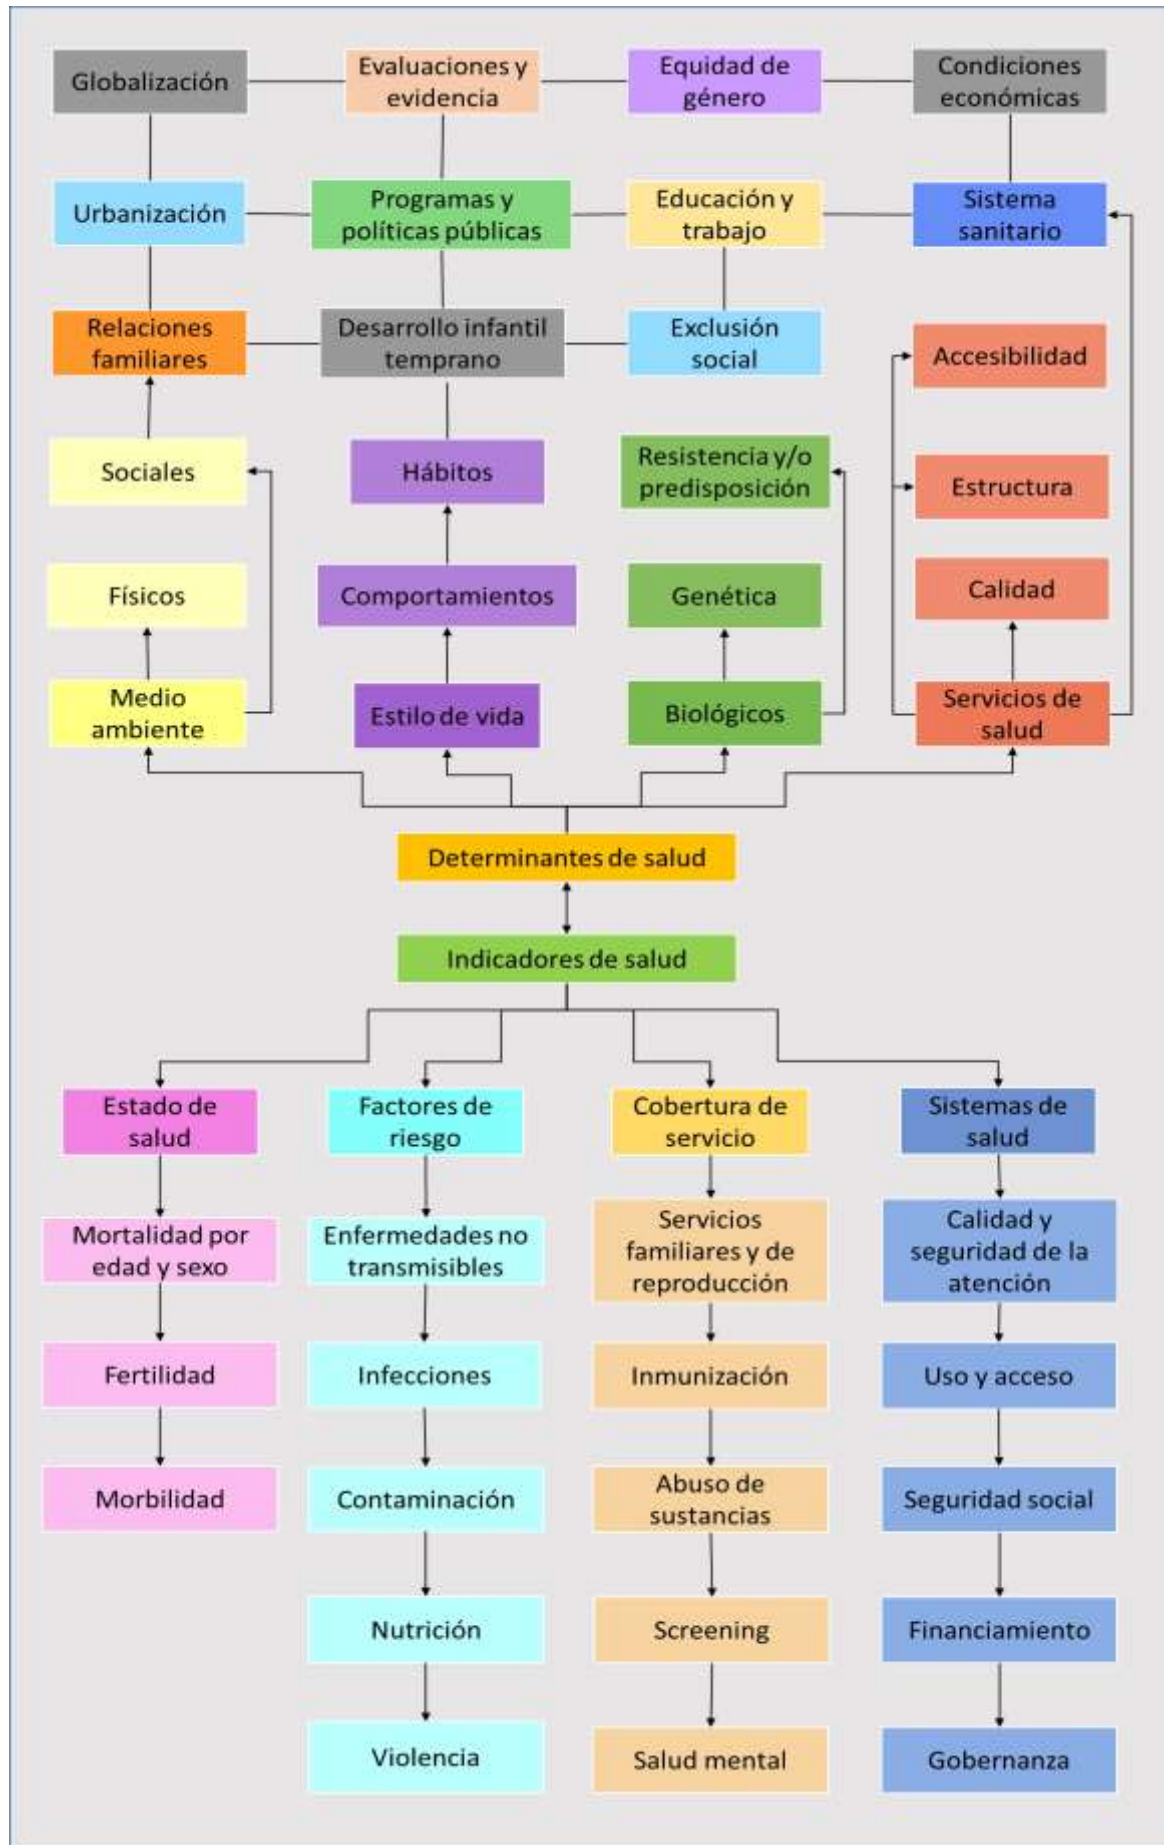 Globalización
Evaluaciones y
evidencia
Equidad de
género
Condiciones
económicas
Urbanización
Programas y
políticas públicas
Educación y
trabajo
Sistema
sanitario
Relaciones
familiares
Desarrollo infantil
temprano
Exclusión
social
Accesibilidad
Sociales
Hábitos
Resistencia y/o
predisposición
Estructura
Físicos
Comportamientos
Genética
Calidad
Medio
ambiente
Estilo de vida
Biológicos
Servicios de
salud
Determinantes de salud
Indicadores de salud
Estado de
salud
Factores de
riesgo
Cobertura de
servicio
Sistemas de
salud
Mortalidad por
edad y sexo
Enfermedades no
transmisibles
Servicios
familiares y de
reproducción
Calidad y
seguridad de la
atención
Fertilidad
Infecciones
Inmunización
Uso y acceso
Morbilidad
Contaminación
Abuso de
sustancias
Seguridad social
Nutrición
Screening
Financiamiento
Violencia
Salud mental
Gobernanza